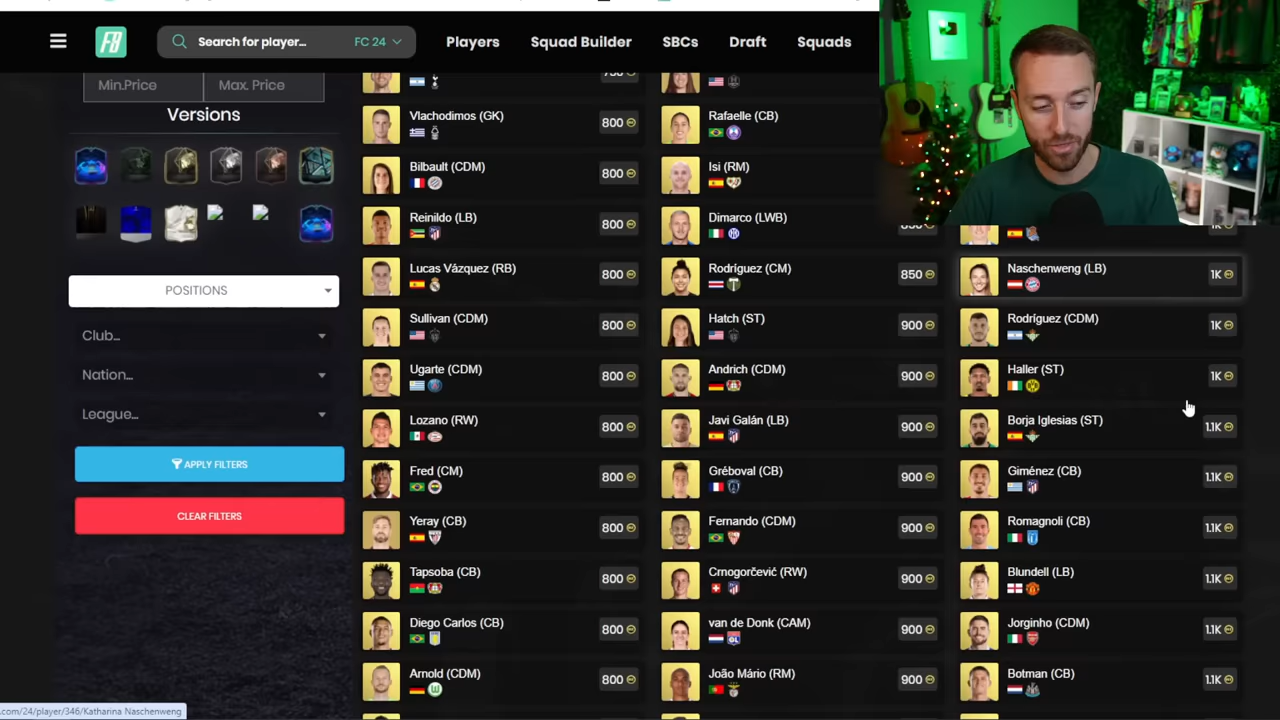 FB
Search for player...
FC 24
Players
Squad Builder
SBCs
Draft
Squads
Min.Price
Max. Price
Versions
POSITIONS
Club...
Nation...
League...
APPLY FILTERS
CLEAR FILTERS
Vlachodimos (GK)
800
Bilbault (CDM)
800
Reinildo (LB)
800
Lucas Vázquez (RB)
800
Sullivan (CDM)
800
Ugarte (CDM)
800
Lozano (RW)
800
Fred (CM)
800
Yeray (CB)
800
Tapsoba (CB)
800
Diego Carlos (CB)
800
Arnold (CDM)
800
Rafaelle (CB)
Isi (RM)
Dimarco (LWB)
850
Rodríguez (CM)
850
Hatch (ST)
900
Andrich (CDM)
900
Javi Galán (LB)
900
Gréboval (CB)
900
Fernando (CDM)
900
Crnogorčević (RW)
900
van de Donk (CAM)
900
João Mário (RM)
900
1K
Naschenweng (LB)
1K
Rodríguez (CDM)
1K
Haller (ST)
1K
Borja Iglesias (ST)
1.1K
Giménez (CB)
1.1K
Romagnoli (CB)
1.1K
Blundell (LB)
1.1K
Jorginho (CDM)
1.1K
Botman (CB)
1.1K
.com/24/player/346/Katharina Naschenweng